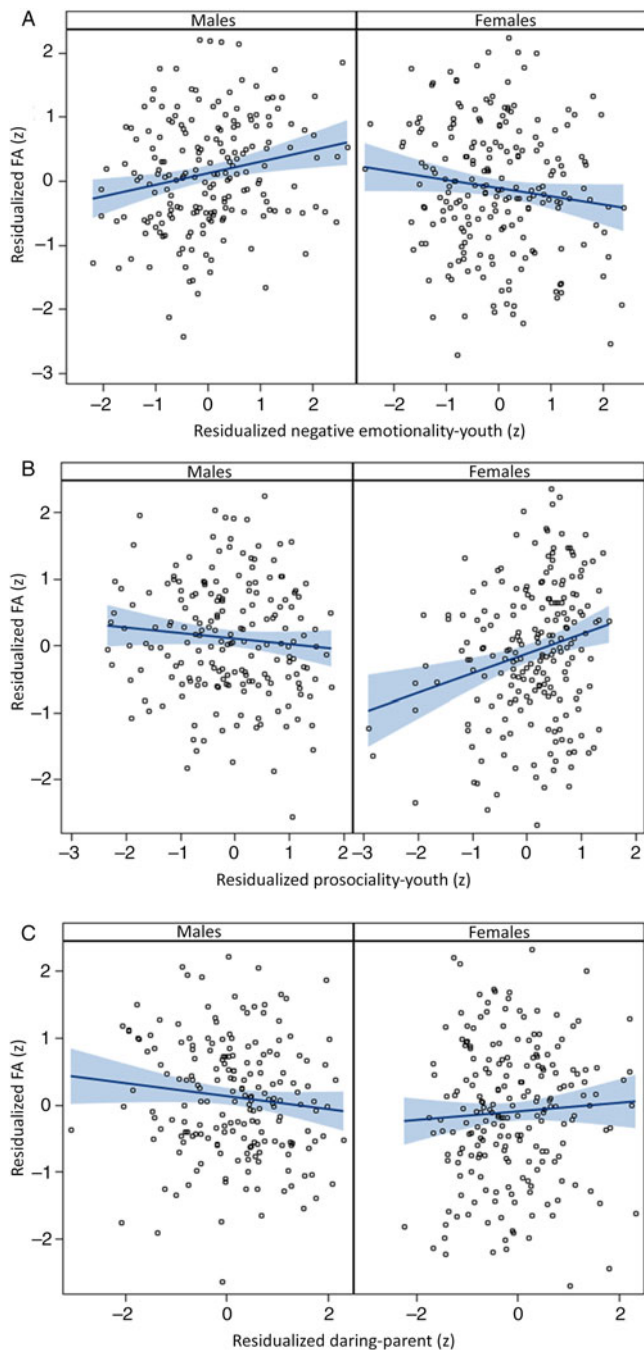 A
Males Females
2
1
0
−1
−2
−3
Residualized FA (z)
−2 −1 0 1 2 −2 −1 0 1 2
Residualized negative emotionality-youth (z)
B
Males Females
2
1
0
−1
−2
Residualized FA (z)
−3 −2 −1 0 1 2 −3 −2 −1 0 1 2
Residualized prosociality-youth (z)
C
Males Females
2
1
0
−1
−2
Residualized FA (z)
−2 0 2 −2 0 2
Residualized daring-parent (z)